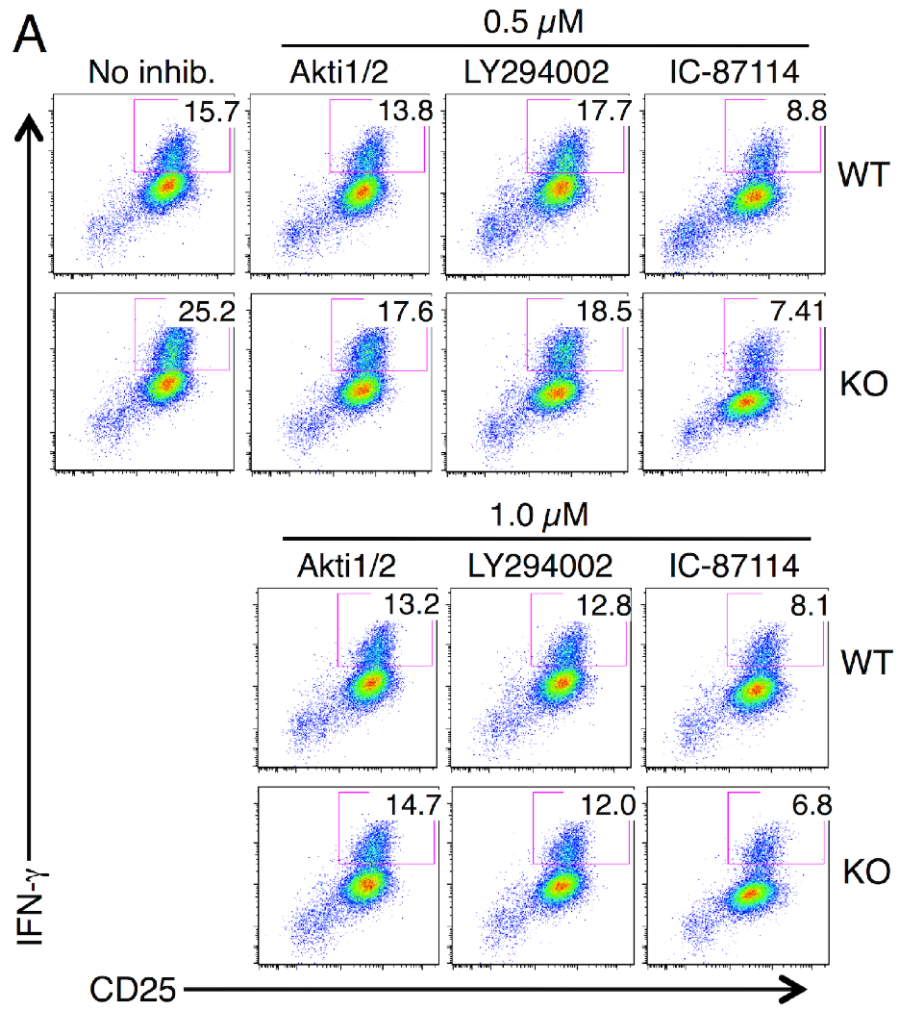 A
0.5 µM
No inhib. Akti1/2 LY294002 IC-87114
15.7 13.8 17.7 8.8 WT
25.2 17.6 18.5 7.41 KO
1.0 µM
Akti1/2 LY294002 IC-87114
13.2 12.8 8.1 WT
14.7 12.0 6.8 KO
IFN-γ
CD25